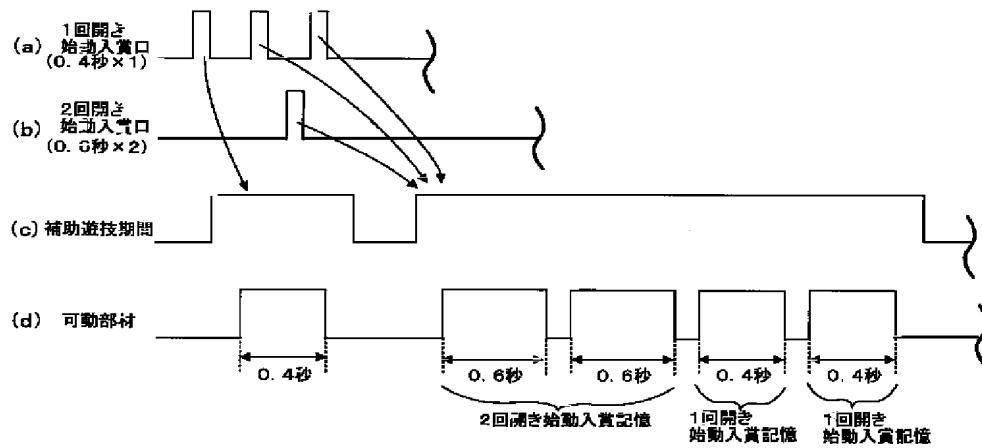 (a) 1回開き
始動入賞口
(0.4秒×1)
(b) 2回開き
始動入賞口
(0.6秒×2)
(c) 補助遊技期間
(d) 可動部材
0.4秒 0.6秒 0.6秒 0.4秒 0.4秒
2回開き始動入賞記憶 1回開き 1回開き
始動入賞記憶 始動入賞記憶